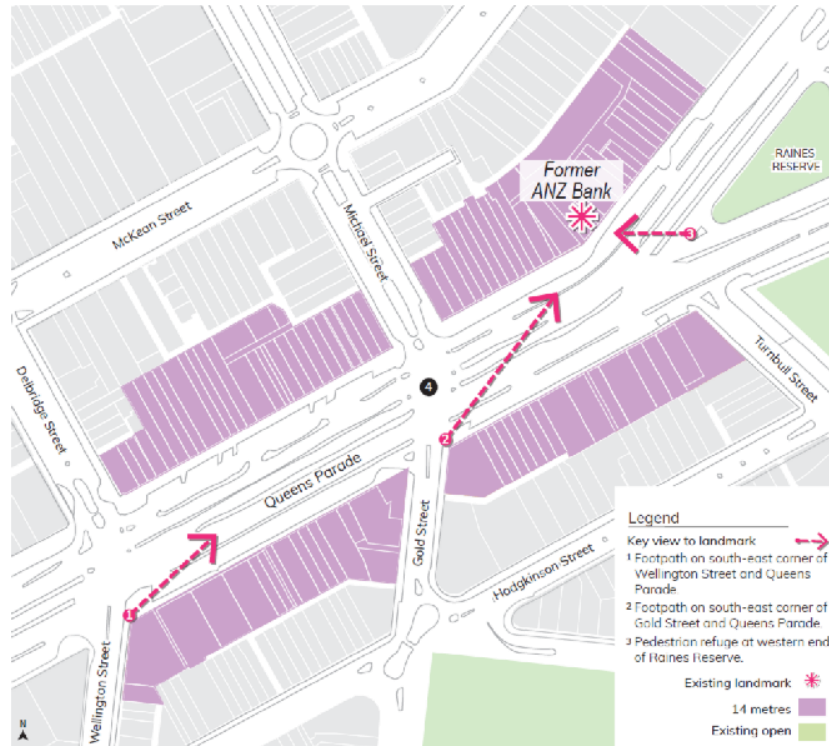 RAINES
RESERVE
Former
ANZ Bank
3
McKean Street
Michael Street
Delbridge Street
Turnbull Street
4
2
Queens Parade
Gold Street
Hodgkinson Street
1
Wellington Street
N
Legend
Key view to landmark
1 Footpath on south-east corner of
Wellington Street and Queens
Parade
2 Footpath on south-east corner of
Gold Street and Queens Parade.
3 Pedestrian refuge at western end
of Raines Reserve.
Existing landmark
14 metres
Existing open